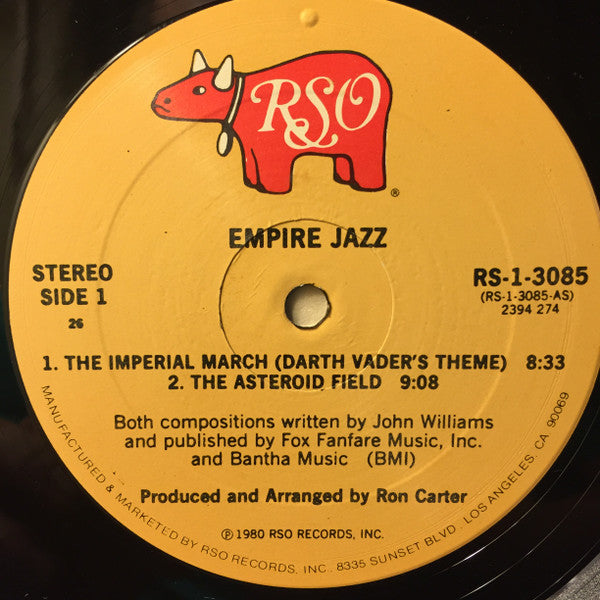 RSO
®
EMPIRE JAZZ
STEREO
SIDE 1
26
RS-1-3085
(RS-1-3085-AS)
2394 274
1. THE IMPERIAL MARCH (DARTH VADER'S THEME) 8:33
2. THE ASTEROID FIELD 9:08
Both compositions written by John Williams
and published by Fox Fanfare Music, Inc.
and Bantha Music (BMI)
Produced and Arranged by Ron Carter
℗ 1980 RSO RECORDS, INC.
MANUFACTURED & MARKETED BY RSO RECORDS, INC., 8335 SUNSET BLVD., LOS ANGELES, CA 90069